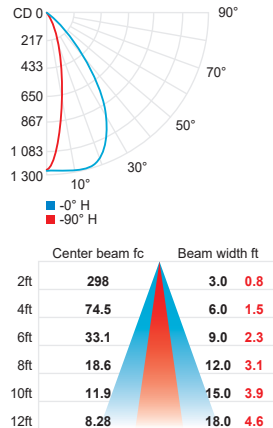 CD 0
90°
217
433
70°
650
867
50°
1 083
30°
1 300
10°
-0° H
-90° H
Center beam fc Beam width ft
2ft 298 3.0 0.8
4ft 74.5 6.0 1.5
6ft 33.1 9.0 2.3
8ft 18.6 12.0 3.1
10ft 11.9 15.0 3.9
12ft 8.28 18.0 4.6